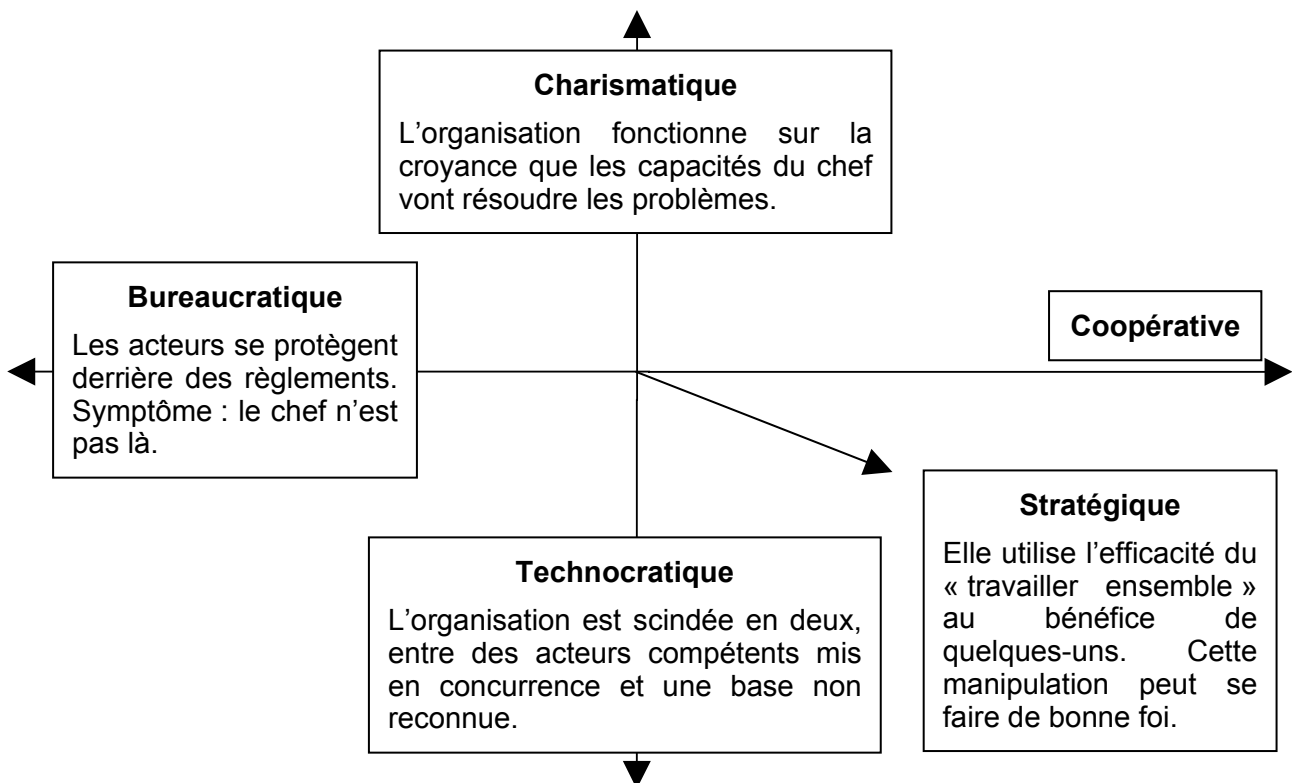 Charismatique
L’organisation fonctionne sur la
croyance que les capacités du chef
vont résoudre les problèmes.
Bureaucratique
Les acteurs se protègent
derrière des règlements.
Symptôme : le chef n’est
pas là.
Coopérative
Stratégique
Elle utilise l’efficacité du
« travailler ensemble »
au bénéfice de
quelques-uns. Cette
manipulation peut se
faire de bonne foi.
Technocratique
L’organisation est scindée en deux,
entre des acteurs compétents mis
en concurrence et une base non
reconnue.